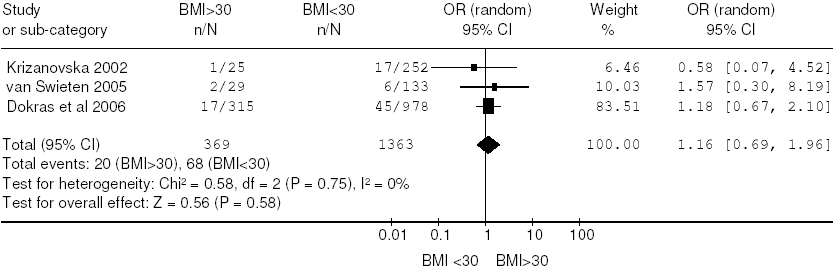 Study BMI>30 BMI<30 OR (random) Weight OR (random)
or sub-category n/N n/N 95% CI % 95% CI
Krizanovska 2002 1/25 17/252 6.46 0.58 [0.07, 4.52]
van Swieten 2005 2/29 6/133 10.03 1.57 [0.30, 8.19]
Dokras et al 2006 17/315 45/978 83.51 1.18 [0.67, 2.10]
Total (95% CI) 369 1363 100.00 1.16 [0.69, 1.96]
Total events: 20 (BMI>30), 68 (BMI<30)
Test for heterogeneity: Chi² = 0.58, df = 2 (P = 0.75), I² = 0%
Test for overall effect: Z = 0.56 (P = 0.58)
0.01 0.1 1 10 100
BMI <30 BMI>30